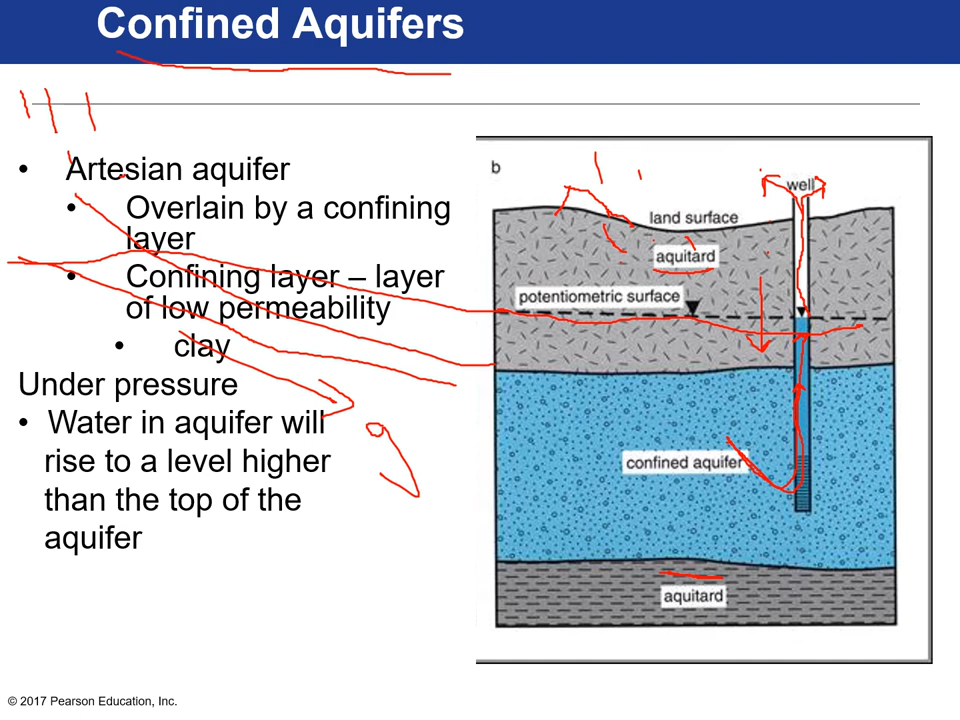 Confined Aquifers
• Artesian aquifer
• Overlain by a confining
layer
• Confining layer – layer
of low permeability
• clay
Under pressure
• Water in aquifer will
rise to a level higher
than the top of the
aquifer
b
well
land surface
aquitard
potentiometric surface
confined aquifer
aquitard
© 2017 Pearson Education, Inc.